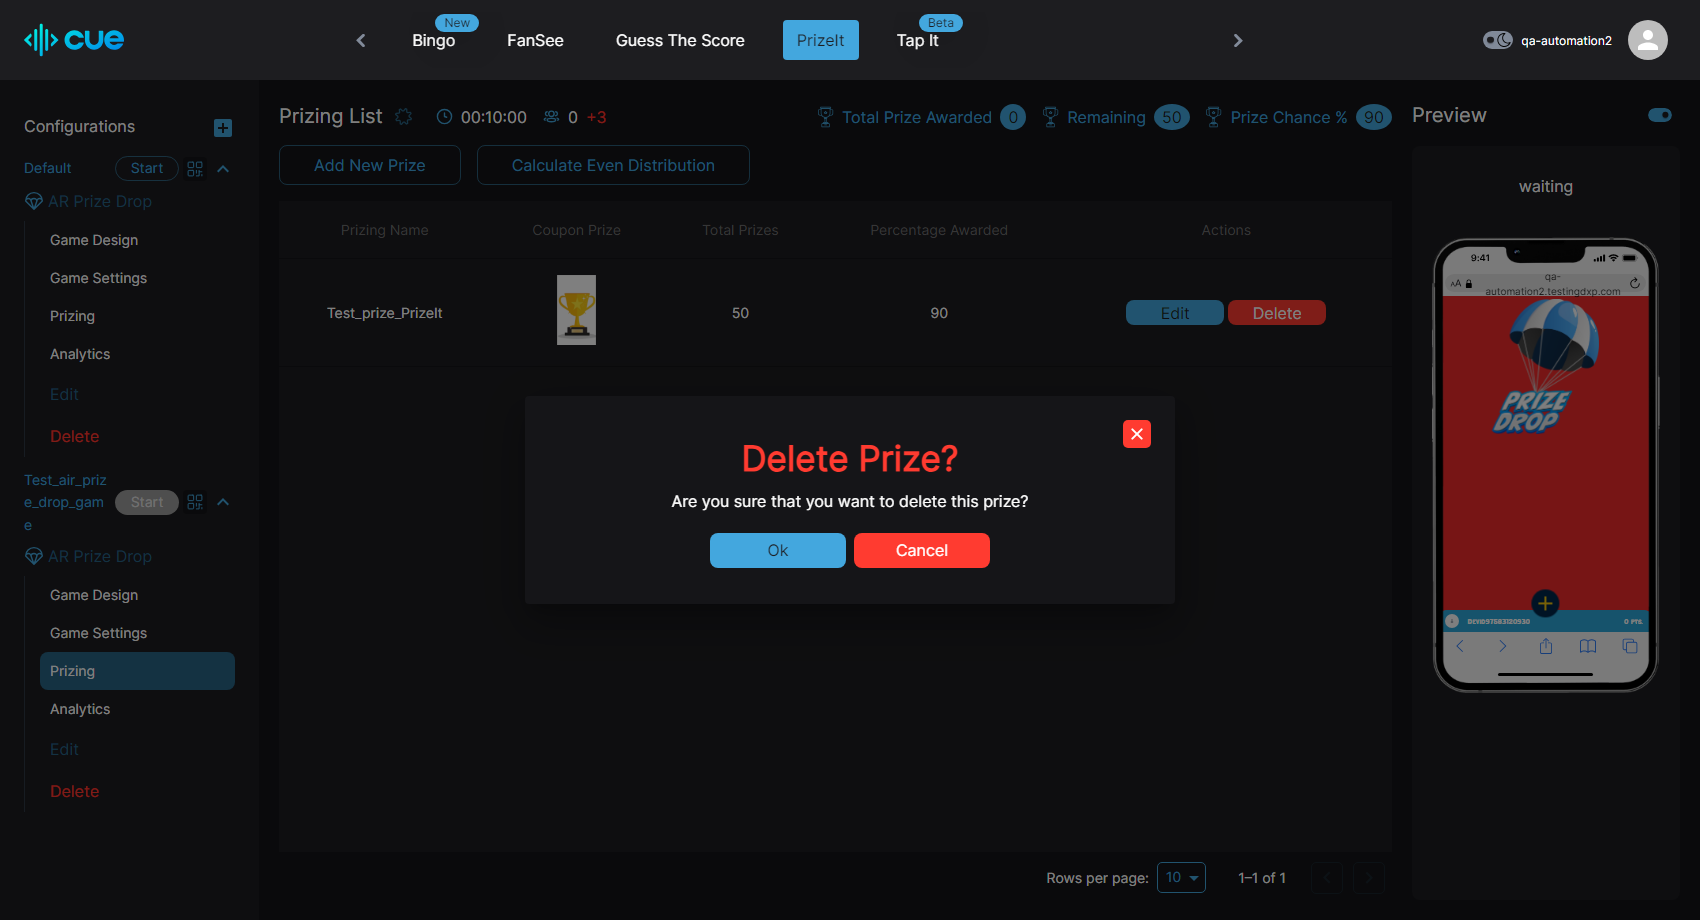 cue
New
Bingo
FanSee
Guess The Score
PrizeIt
Beta
Tap It
qa-automation2
Configurations
Default
Start
AR Prize Drop
Game Design
Game Settings
Prizing
Analytics
Edit
Delete
Test_air_priz
e_drop_gam
e
Start
AR Prize Drop
Game Design
Game Settings
Prizing
Analytics
Edit
Delete
Prizing List
00:10:00
0 +3
Total Prize Awarded 0
Remaining 50
Prize Chance % 90
Add New Prize
Calculate Even Distribution
Prizing Name
Coupon Prize
Total Prizes
Percentage Awarded
Actions
Test_prize_PrizeIt
50
90
Edit
Delete
Delete Prize?
Are you sure that you want to delete this prize?
Ok
Cancel
Rows per page: 10
1–1 of 1
Preview
waiting
9:41
AA
qa-
automation2.testingdxp.com
PRIZE
DROP
0 PTS.